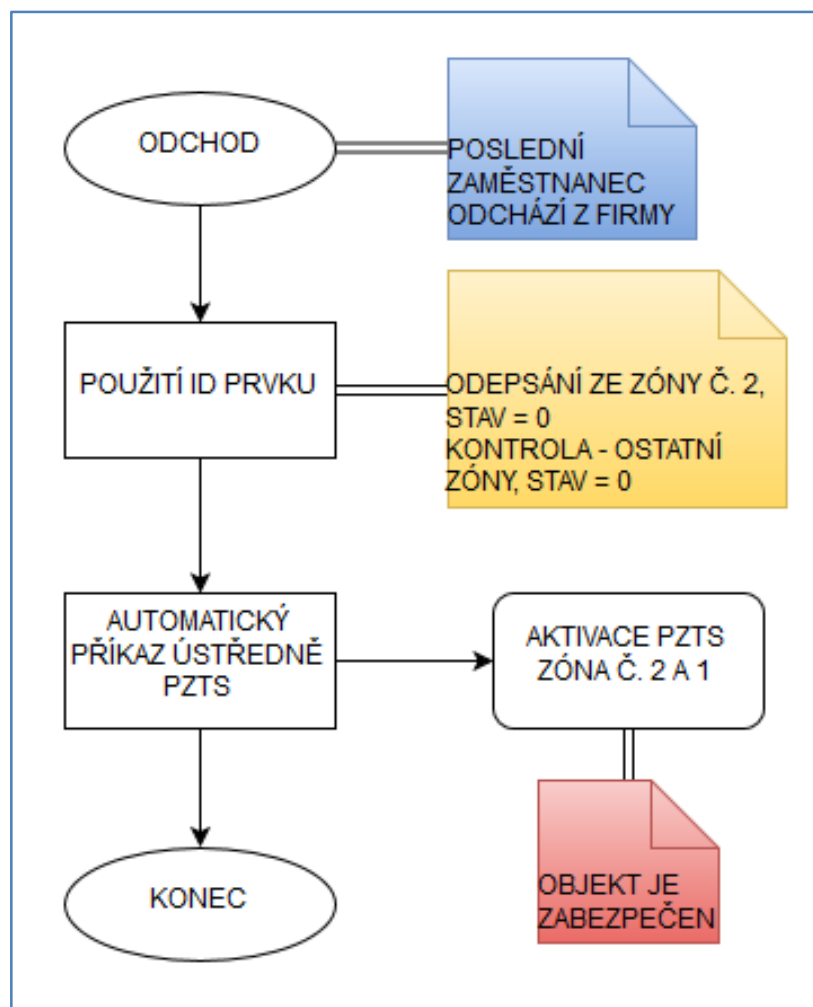 ODCHOD
POSLEDNÍ
ZAMĚSTNANEC
ODCHÁZÍ Z FIRMY
POUŽITÍ ID PRVKU
ODEPSÁNÍ ZE ZÓNY Č. 2,
STAV = 0
KONTROLA - OSTATNÍ
ZÓNY, STAV = 0
AUTOMATICKÝ
PŘÍKAZ ÚSTŘEDNĚ
PZTS
AKTIVACE PZTS
ZÓNA Č. 2 A 1
OBJEKT JE
ZABEZPEČEN
KONEC